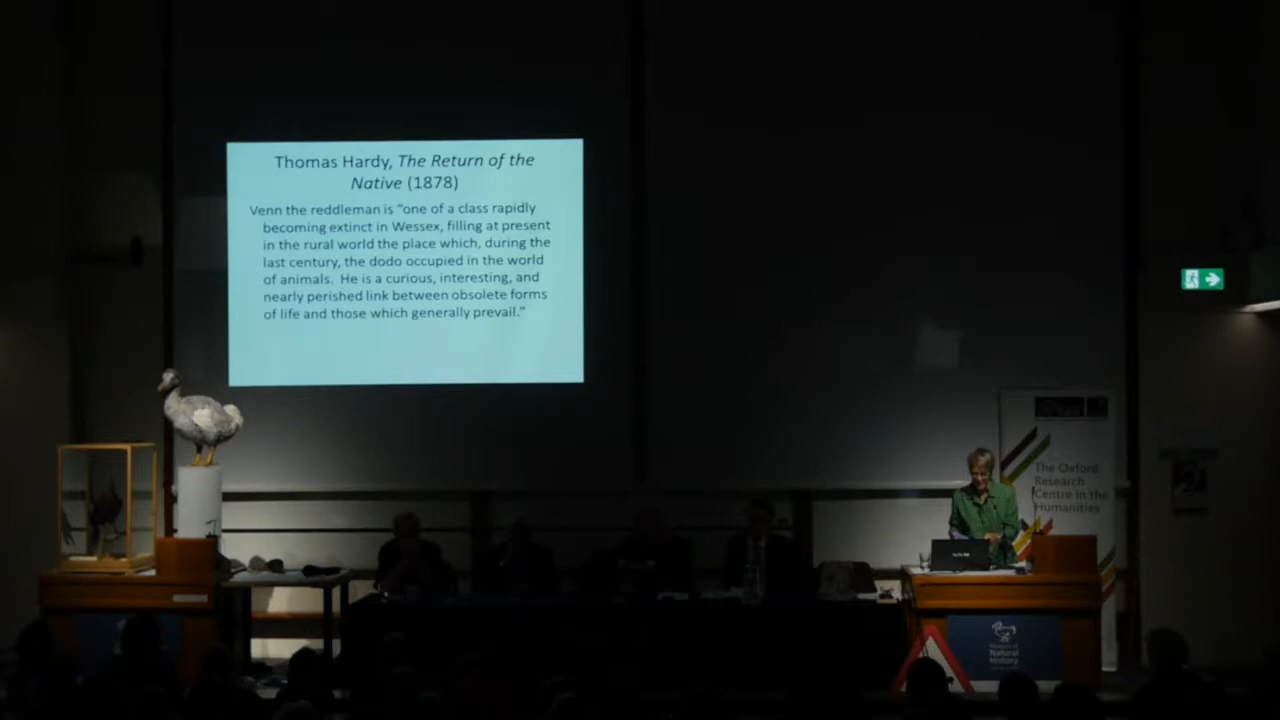 Thomas Hardy, The Return of the
Native (1878)
Venn the reddleman is “one of a class rapidly
becoming extinct in Wessex, filling at present
in the rural world the place which, during the
last century, the dodo occupied in the world
of animals. He is a curious, interesting, and
nearly perished link between obsolete forms
of life and those which generally prevail.”
The Oxford
Research
Centre in the
Humanities
Natural
History